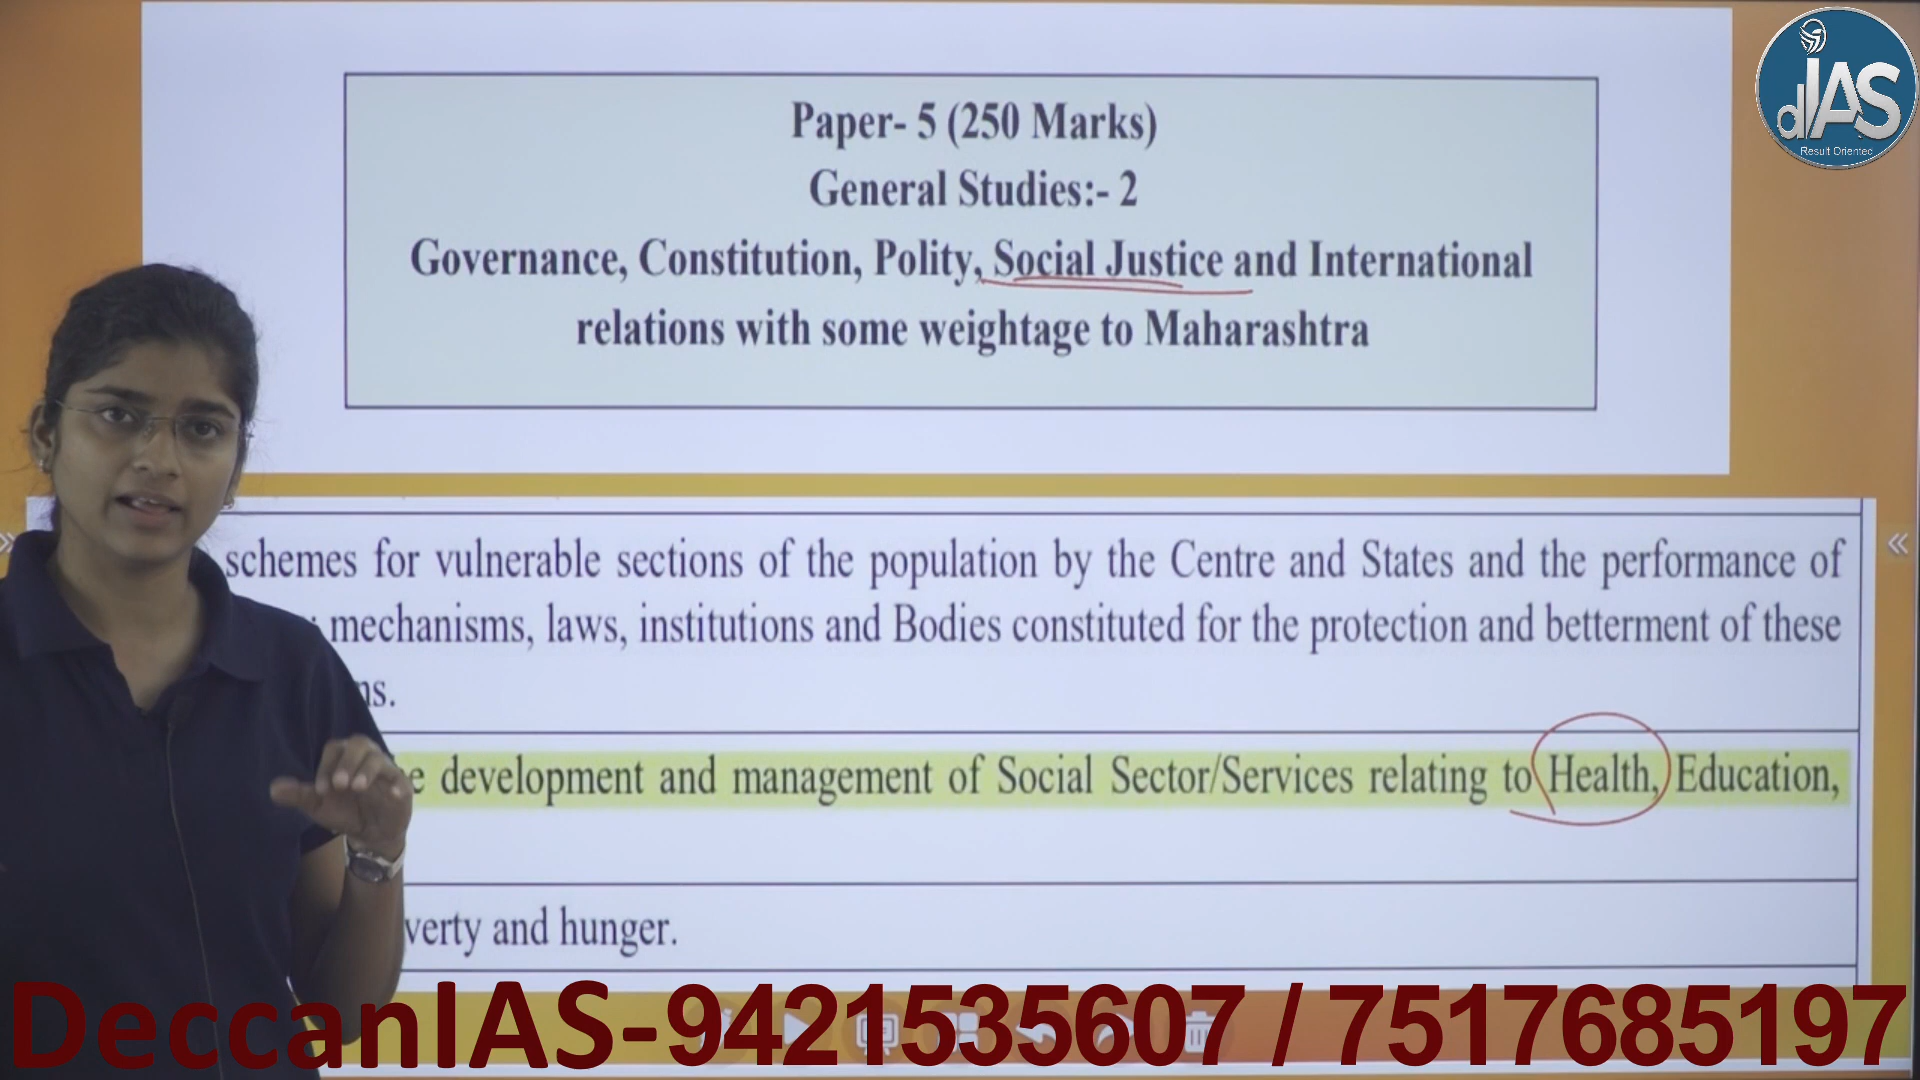 dIAS
Result Oriented
Paper- 5 (250 Marks)
General Studies:- 2
Governance, Constitution, Polity, Social Justice and International
relations with some weightage to Maharashtra
schemes for vulnerable sections of the population by the Centre and States and the performance of
mechanisms, laws, institutions and Bodies constituted for the protection and betterment of these
development and management of Social Sector/Services relating to Health, Education,
and hunger.
DeccanIAS-9421535607 / 7517685197